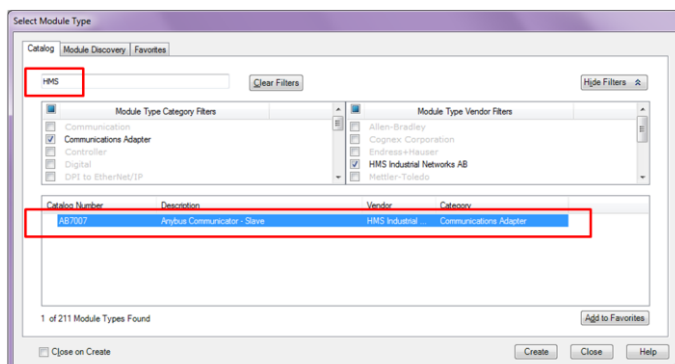 Select Module Type
Catalog Module Discovery Favorites
HMS Clear Filters Hide Filters
Module Type Category Filters Module Type Vendor Filters
Communication Allen-Bradley
Communications Adapter Cognex Corporation
Controller Endress+Hauser
Digital HMS Industrial Networks AB
DPI to EtherNet/IP Mettler-Toledo
Catalog Number Description Vendor Category
AB7007 Anybus Communicator - Slave HMS Industrial ... Communications Adapter
1 of 211 Module Types Found Add to Favorites
Close on Create Create Close Help